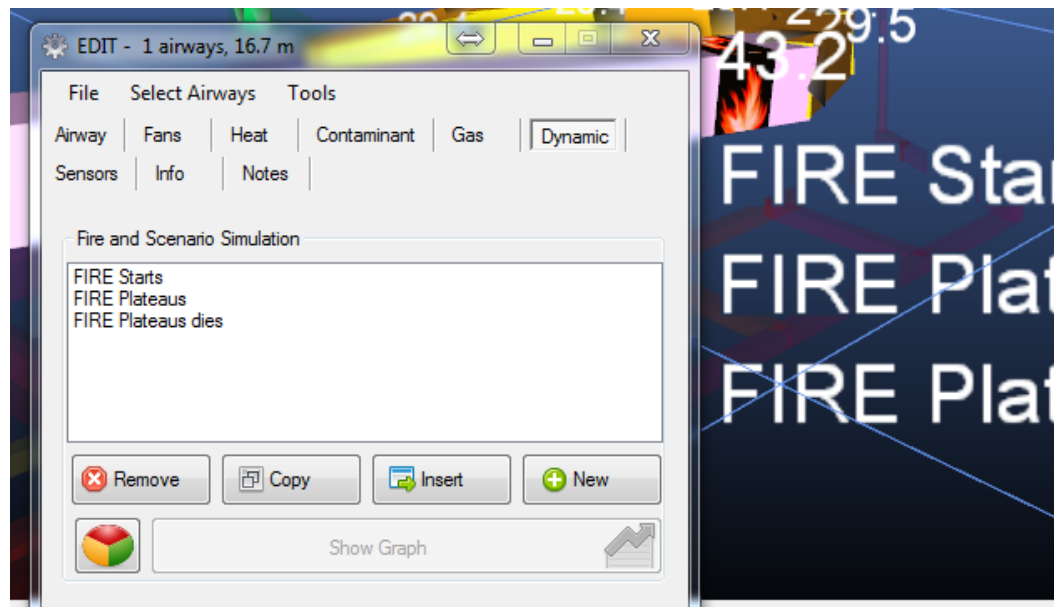 EDIT - 1 airways, 16.7 m
File Select Airways Tools
Airway Fans Heat Contaminant Gas Dynamic
Sensors Info Notes
Fire and Scenario Simulation
FIRE Starts
FIRE Plateaus
FIRE Plateaus dies
Remove Copy Insert New
Show Graph
29.5
43.2
FIRE Sta
FIRE Plat
FIRE Plat